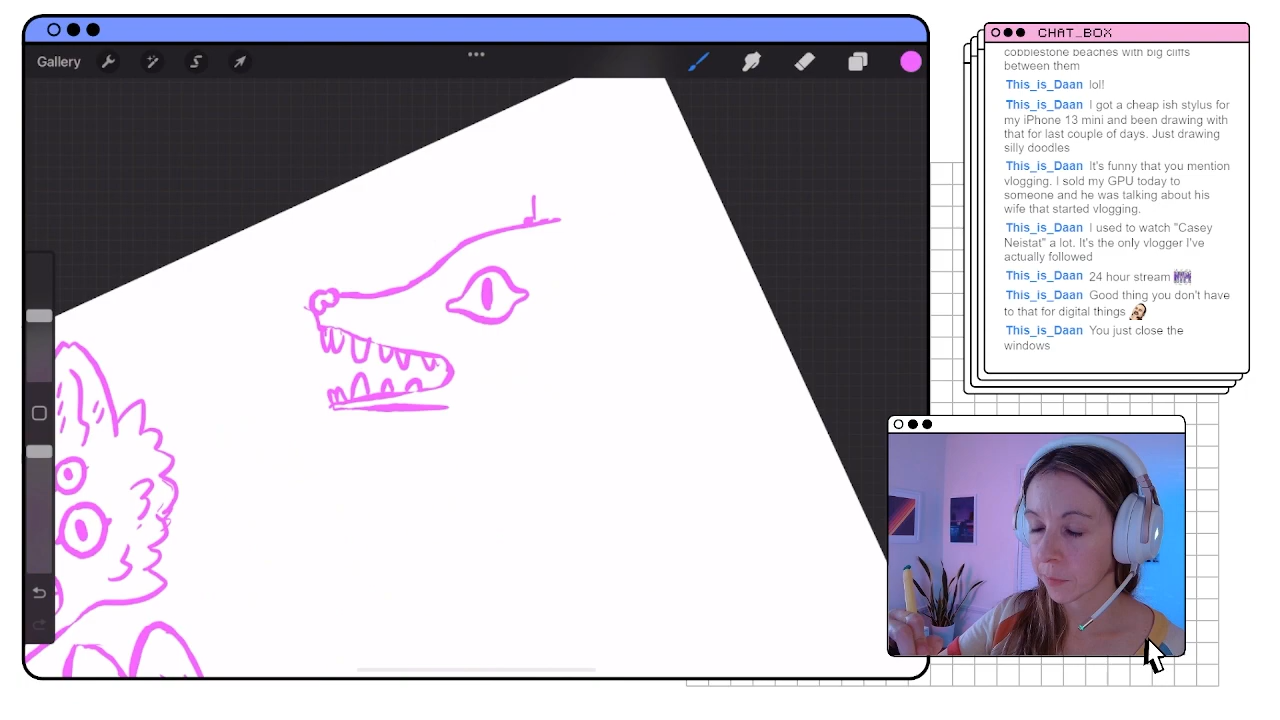 CHAT_BOX
Gallery
cobblestone beaches with big cliffs
between them
This_is_Daan lol!
This_is_Daan I got a cheap ish stylus for
my iPhone 13 mini and been drawing with
that for last couple of days. Just drawing
silly doodles
This_is_Daan It's funny that you mention
vlogging. I sold my GPU today to
someone and he was talking about his
wife that started vlogging.
This_is_Daan I used to watch "Casey
Neistat" a lot. It's the only vlogger I've
actually followed
This_is_Daan 24 hour stream
This_is_Daan Good thing you don't have
to that for digital things
This_is_Daan You just close the
windows